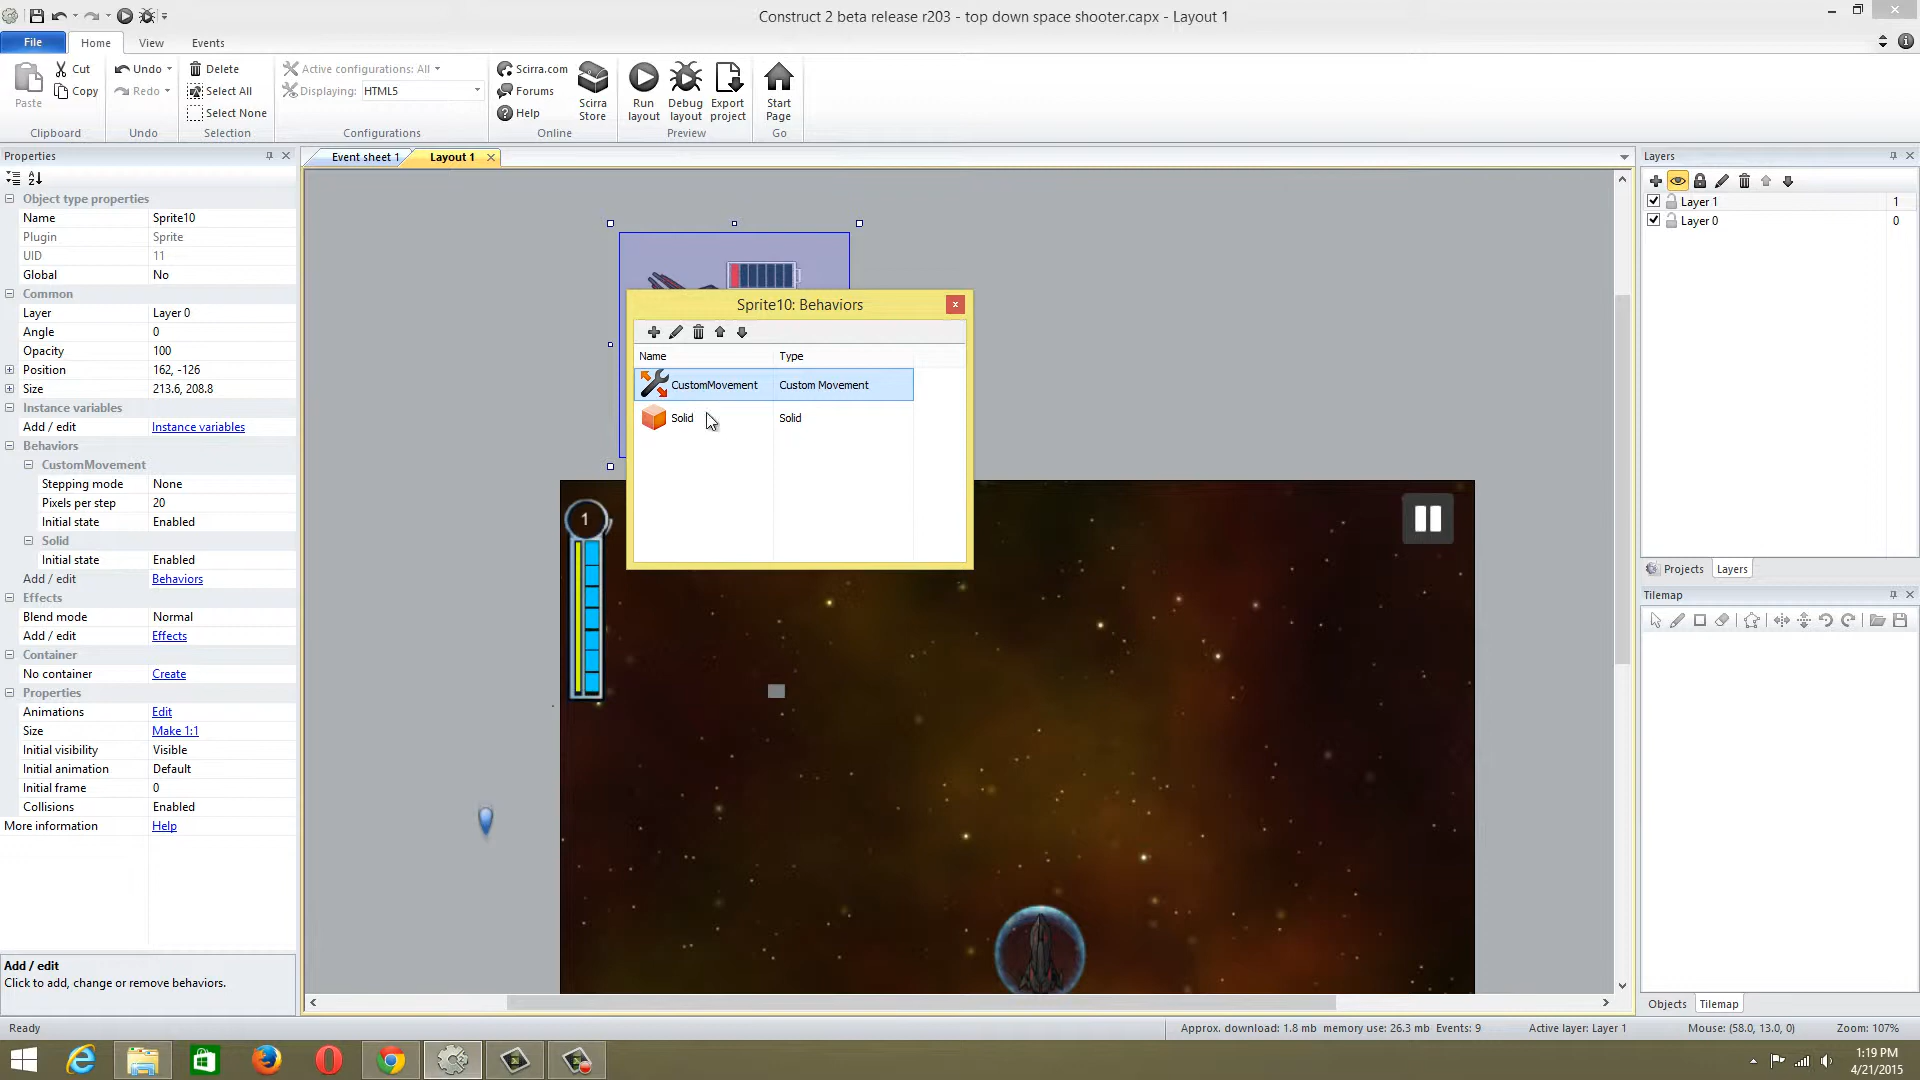 Construct 2 beta release r203 - top down space shooter.capx - Layout 1
File
Home
View
Events
Paste
Cut
Copy
Clipboard
Undo
Redo
Undo
Delete
Select All
Select None
Selection
Active configurations: All
Displaying: HTML5
Configurations
Scirra.com
Forums
Help
Scirra Store
Online
Run layout
Debug layout
Export project
Preview
Start Page
Go
Properties
Event sheet 1
Layout 1
Object type properties
Name Sprite10
Plugin Sprite
UID 11
Global No
Common
Layer Layer 0
Angle 0
Opacity 100
Position 162, -126
Size 213.6, 208.8
Instance variables
Add / edit Instance variables
Behaviors
CustomMovement
Stepping mode None
Pixels per step 20
Initial state Enabled
Solid
Initial state Enabled
Add / edit Behaviors
Effects
Blend mode Normal
Add / edit Effects
Container
No container Create
Properties
Animations Edit
Size Make 1:1
Initial visibility Visible
Initial animation Default
Initial frame 0
Collisions Enabled
More information Help
Add / edit
Click to add, change or remove behaviors.
Sprite10: Behaviors
Name Type
CustomMovement Custom Movement
Solid Solid
1
Layers
Layer 1 1
Layer 0 0
Projects Layers
Tilemap
Objects Tilemap
Ready
Approx. download: 1.8 mb memory use: 26.3 mb Events: 9
Active layer: Layer 1
Mouse: (58.0, 13.0, 0)
Zoom: 107%
1:19 PM
4/21/2015